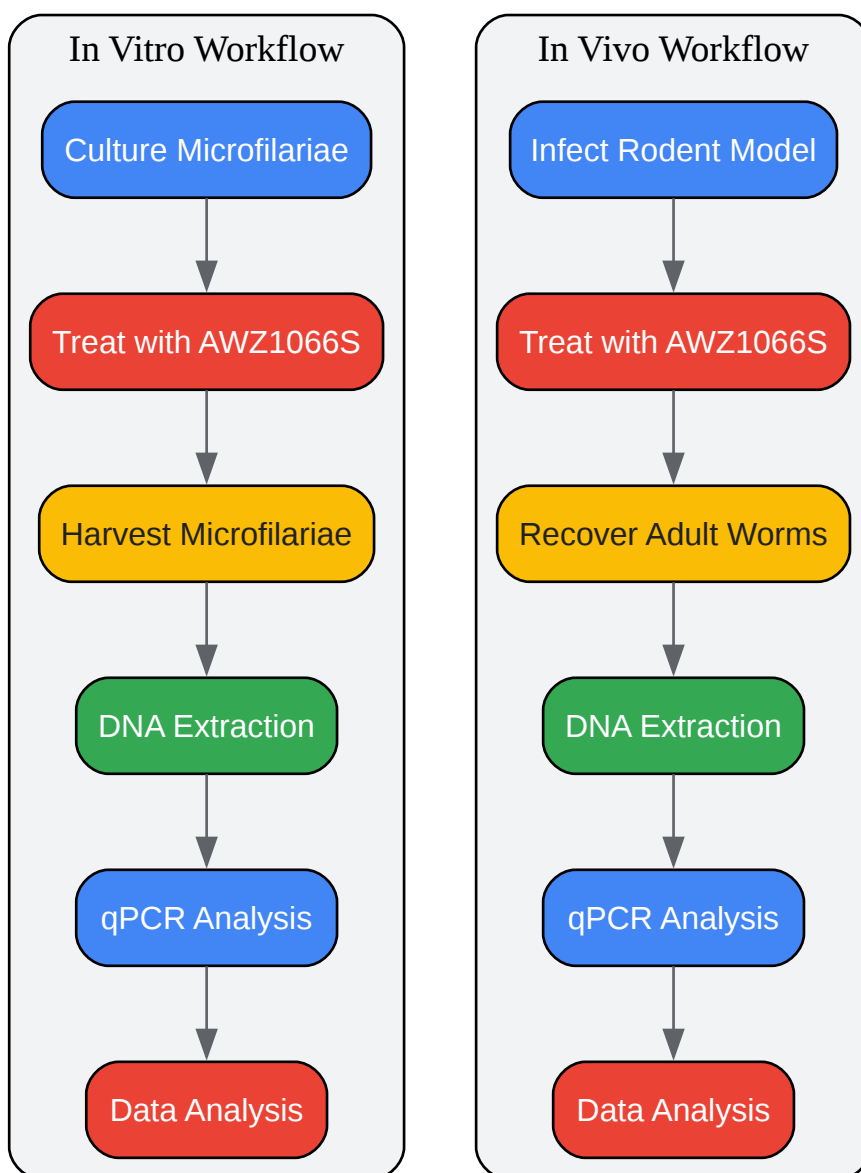 In Vitro Workflow
Culture Microfilariae
Treat with AWZ1066S
Harvest Microfilariae
DNA Extraction
qPCR Analysis
Data Analysis
In Vivo Workflow
Infect Rodent Model
Treat with AWZ1066S
Recover Adult Worms
DNA Extraction
qPCR Analysis
Data Analysis